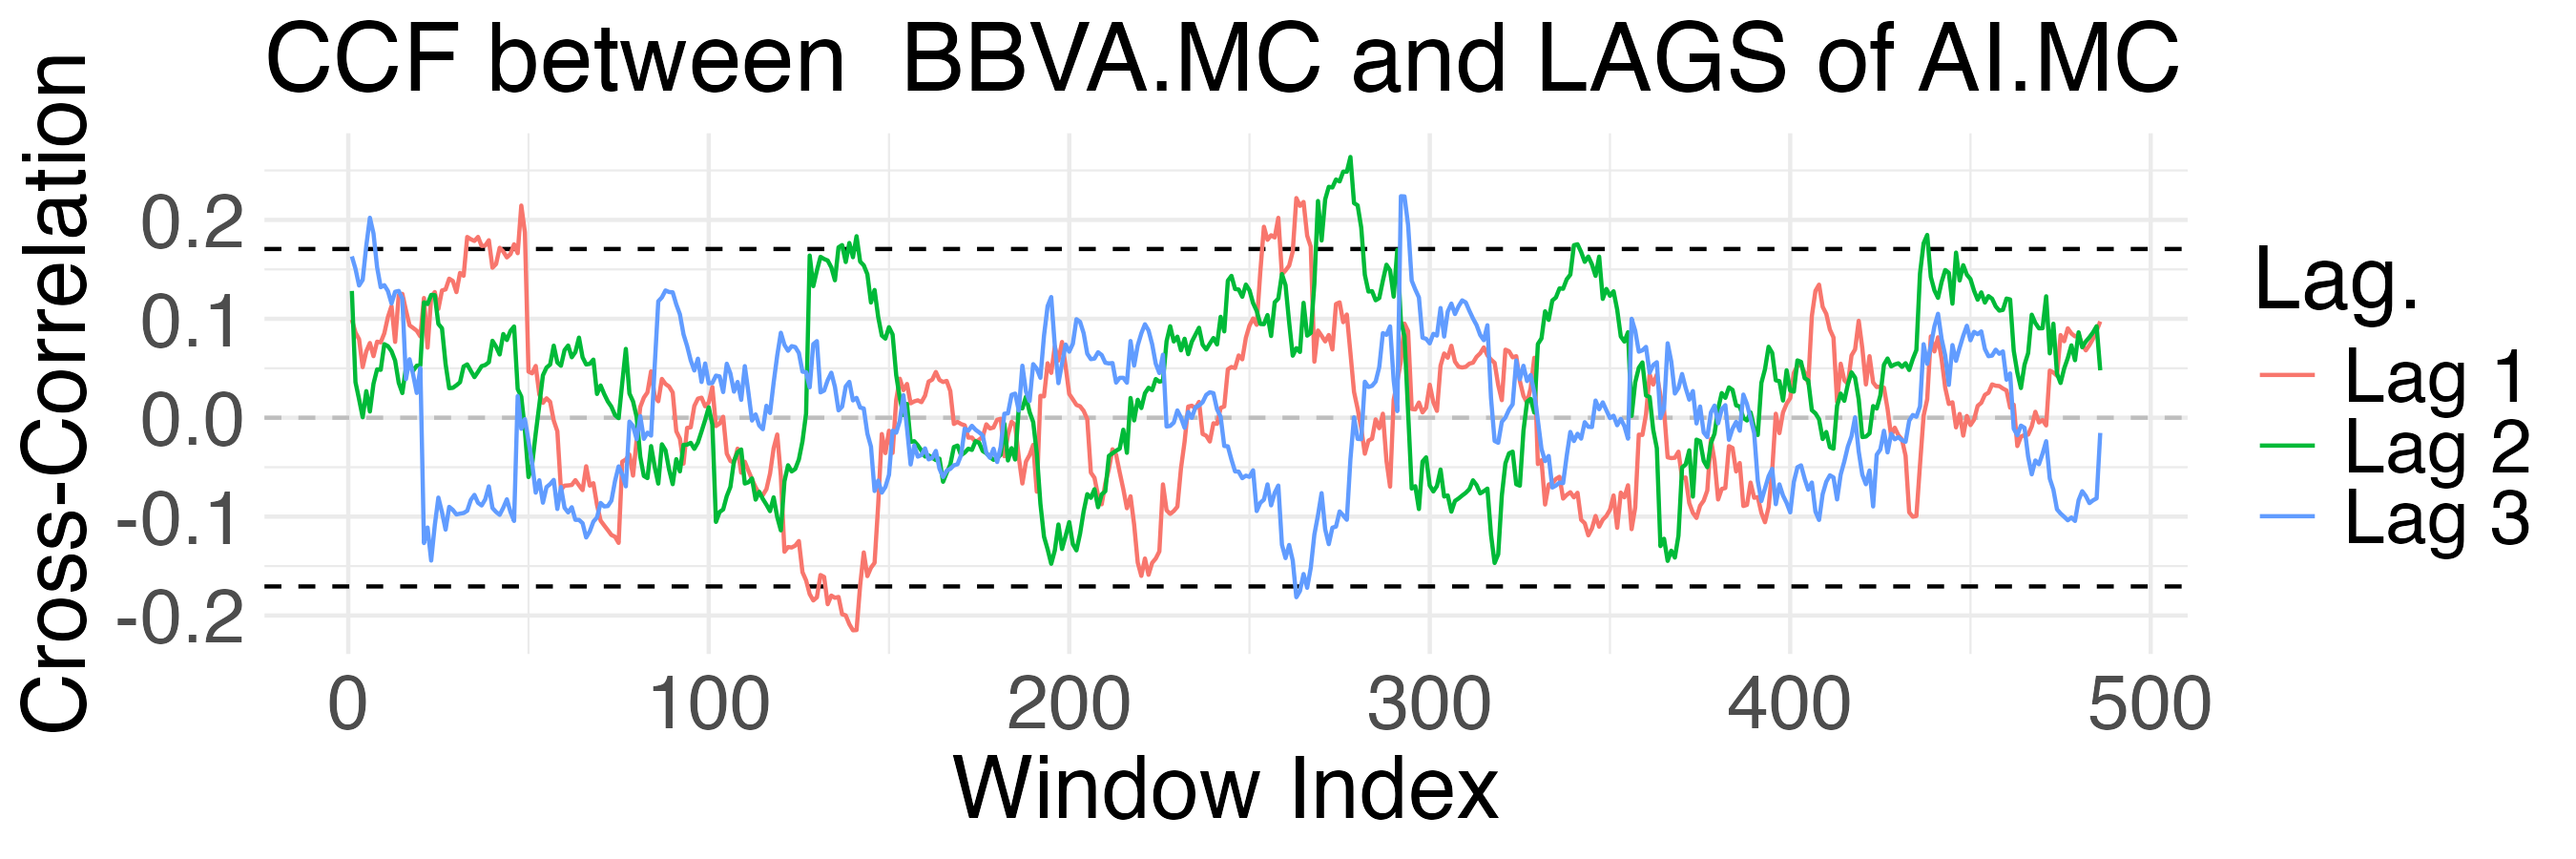 CCF between  BBVA.MC and LAGS of AI.MC
Cross-Correlation
0.2
0.1
0.0
-0.1
-0.2
0 100 200 300 400 500
Window Index
Lag.
Lag 1
Lag 2
Lag 3